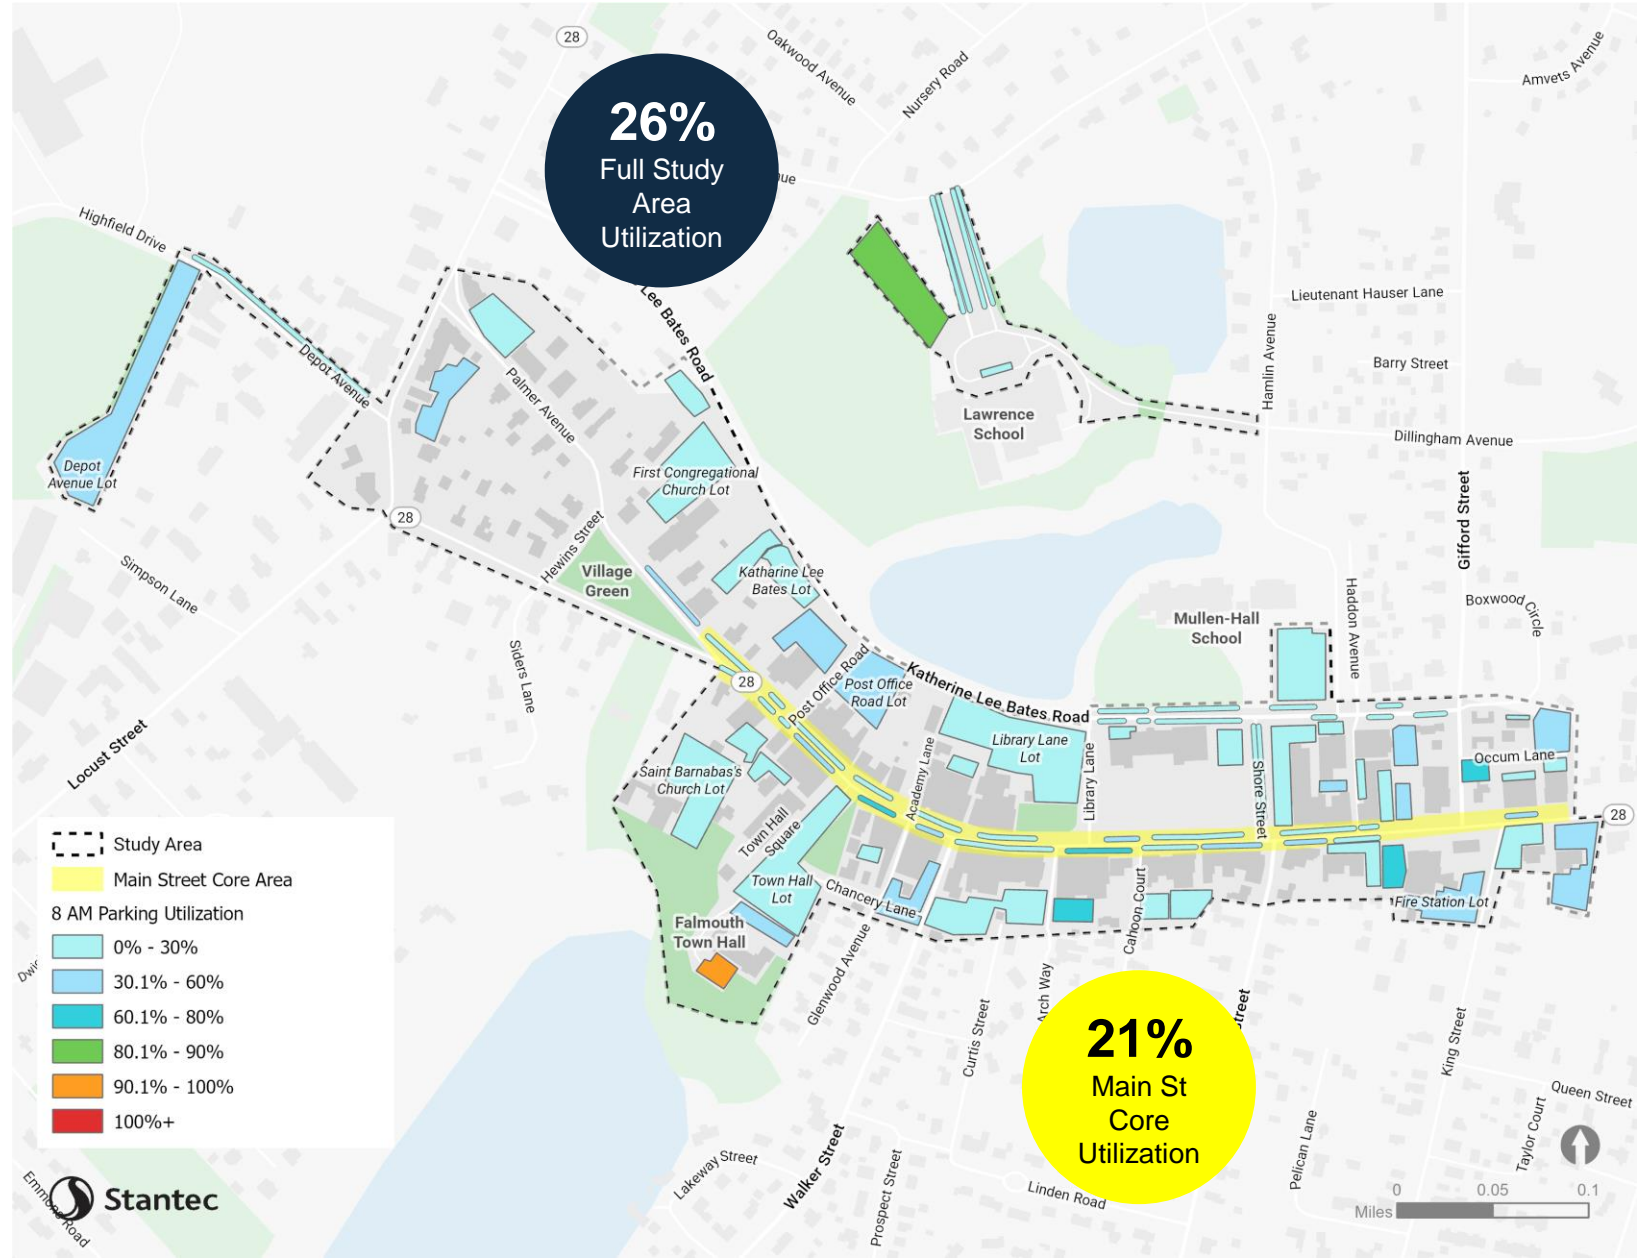 28
Oakwood Avenue
Nursery Road
Amvets Avenue
26%
Full Study
Area
Utilization
Highfield Drive
Lee Bates Road
Lieutenant Hauser Lane
Hamlin Avenue
Barry Street
Depot Avenue
Palmer Avenue
Lawrence
School
Dillingham Avenue
Depot
Avenue Lot
First Congregational
Church Lot
Gifford Street
28
Hewins Street
Simpson Lane
Village
Green
Katharine Lee
Bates Lot
Haddon Avenue
Boxwood Circle
Mullen-Hall
School
Siders Lane
28
Post Office Road
Post Office
Road Lot
Katherine Lee Bates Road
Locust Street
Saint Barnabas's
Church Lot
Academy Lane
Library Lane
Lot
Library Lane
Shore Street
Occum Lane
28
Town Hall
Square
Town Hall
Lot
Chancery Lane
Cahoon Court
Fire Station Lot
Falmouth
Town Hall
Glenwood Avenue
Study Area
Main Street Core Area
8 AM Parking Utilization
0% - 30%
30.1% - 60%
60.1% - 80%
80.1% - 90%
90.1% - 100%
100%+
Curtis Street
Arch Way
21%
Main St
Core
Utilization
King Street
Queen Street
Taylor Court
Pelican Lane
Walker Street
Lakeway Street
Prospect Street
Linden Road
Emmons Road
Stantec
0 0.05 0.1
Miles